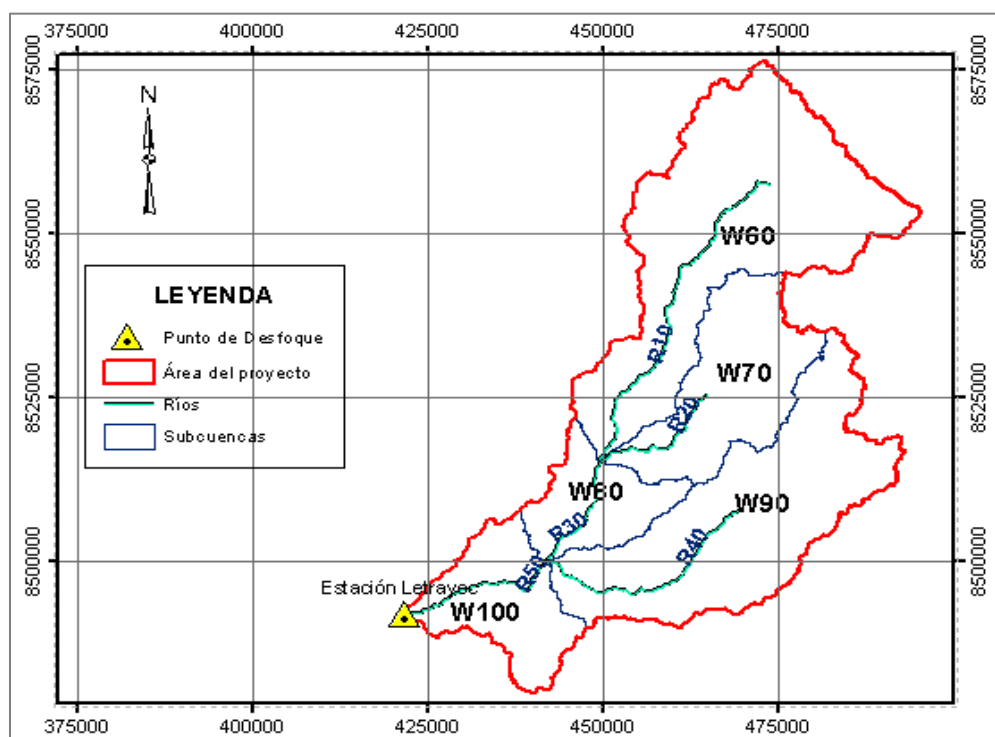 375000 400000 425000 450000 475000
8575000 8575000
N
8550000 8550000
W60
LEYENDA
Punto de Desfoque
Área del proyecto
Ríos
Subcuencas
R10
W70
8525000 8525000
R20
W80
W90
R30
R40
8500000 8500000
R50
Estación Letrayoc
W100
375000 400000 425000 450000 475000